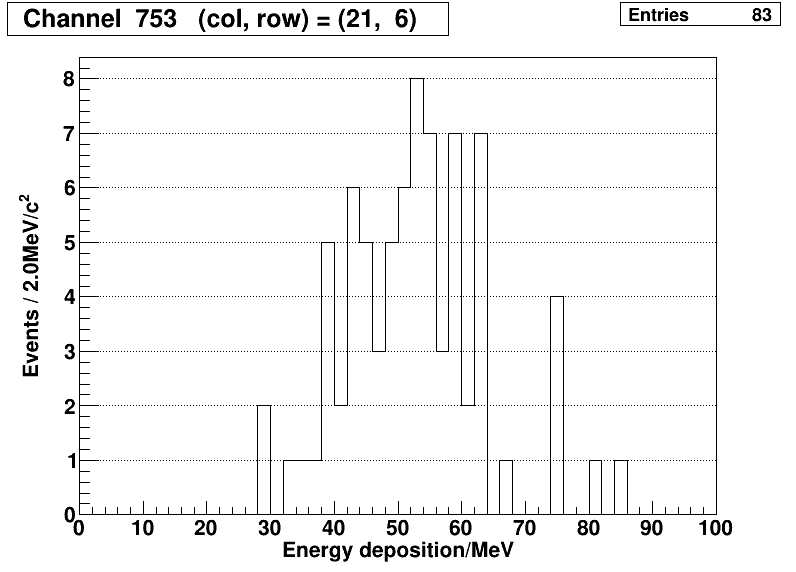 Channel  753   (col, row) = (21,  6)
Entries 83
Events / 2.0MeV/c²
8
7
6
5
4
3
2
1
0
0 10 20 30 40 50 60 70 80 90 100
Energy deposition/MeV